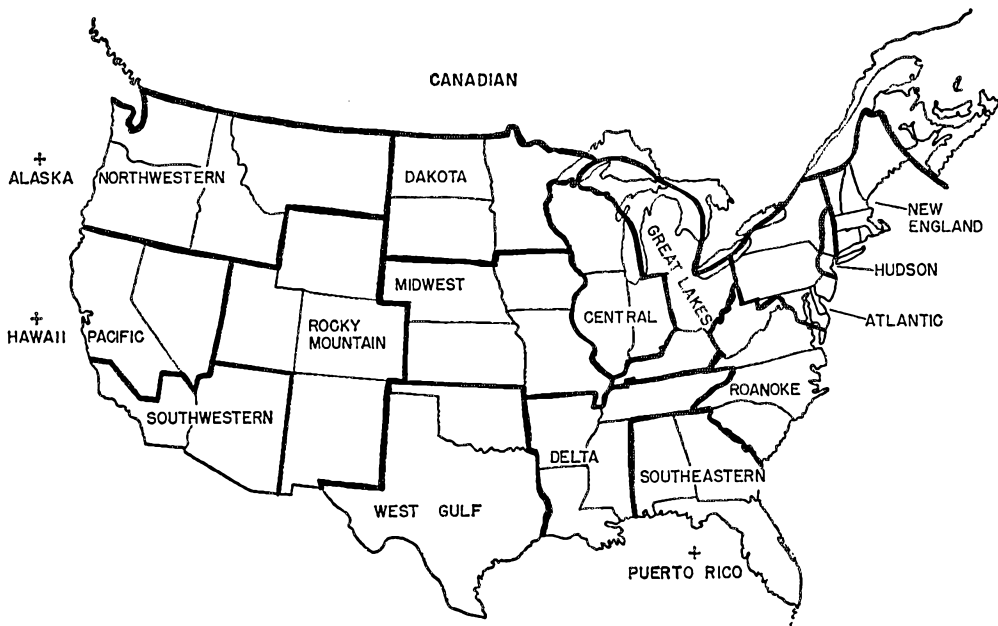 CANADIAN
ALASKA
NORTHWESTERN
DAKOTA
NEW
ENGLAND
GREAT LAKES
HUDSON
MIDWEST
HAWAII
PACIFIC
ROCKY
MOUNTAIN
CENTRAL
ATLANTIC
SOUTHWESTERN
ROANOKE
DELTA
SOUTHEASTERN
WEST GULF
PUERTO RICO